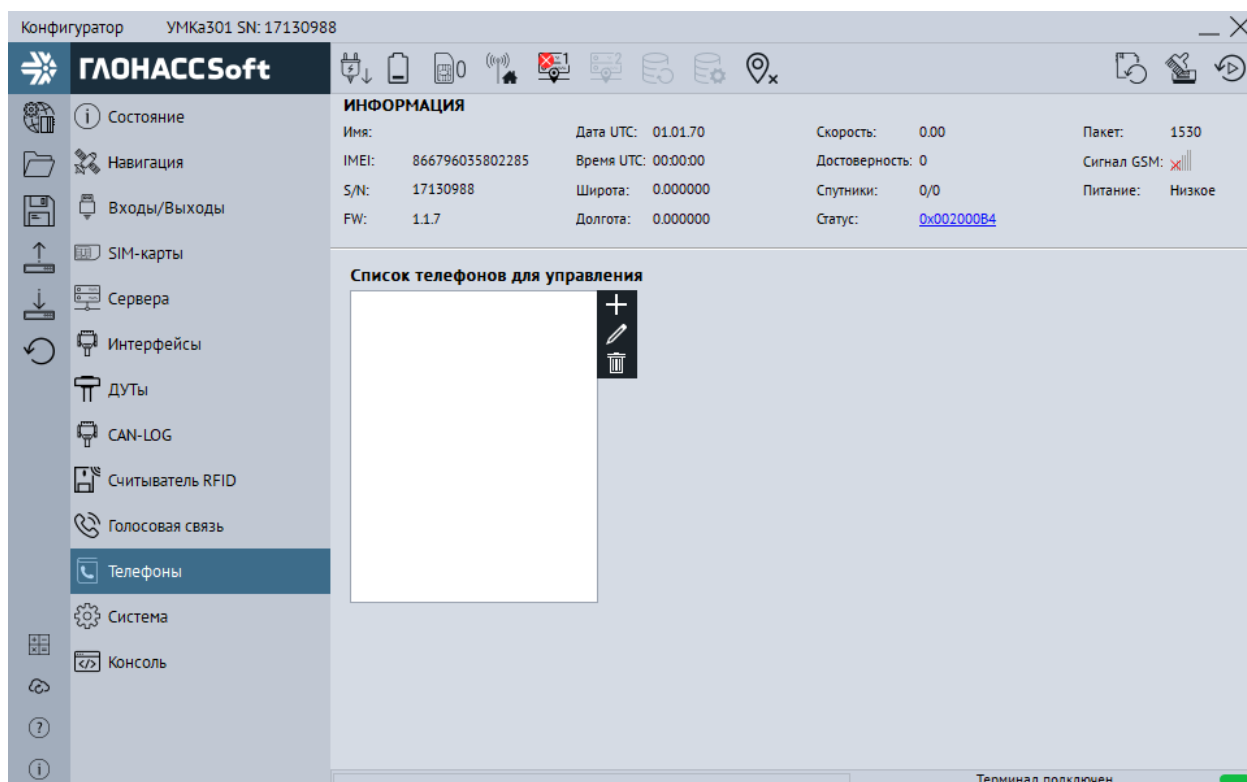 Конфигуратор УМКа301 SN: 17130988
ГЛОНАССSoft
0
1
2
ИНФОРМАЦИЯ
Имя: Дата UTC: 01.01.70 Скорость: 0.00 Пакет: 1530
IMEI: 866796035802285 Время UTC: 00:00:00 Достоверность: 0 Сигнал GSM:
S/N: 17130988 Широта: 0.000000 Спутники: 0/0 Питание: Низкое
FW: 1.1.7 Долгота: 0.000000 Статус: 0x002000B4
Состояние
Навигация
Входы/Выходы
SIM-карты
Сервера
Интерфейсы
ДУТы
CAN-LOG
Считыватель RFID
Голосовая связь
Телефоны
Система
Консоль
Список телефонов для управления
Терминал подключен